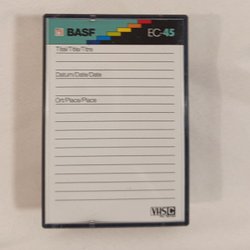 BASF EC-45
Titel/Title/Titre
Datum/Date/Date
Ort/Place/Place
VHS C